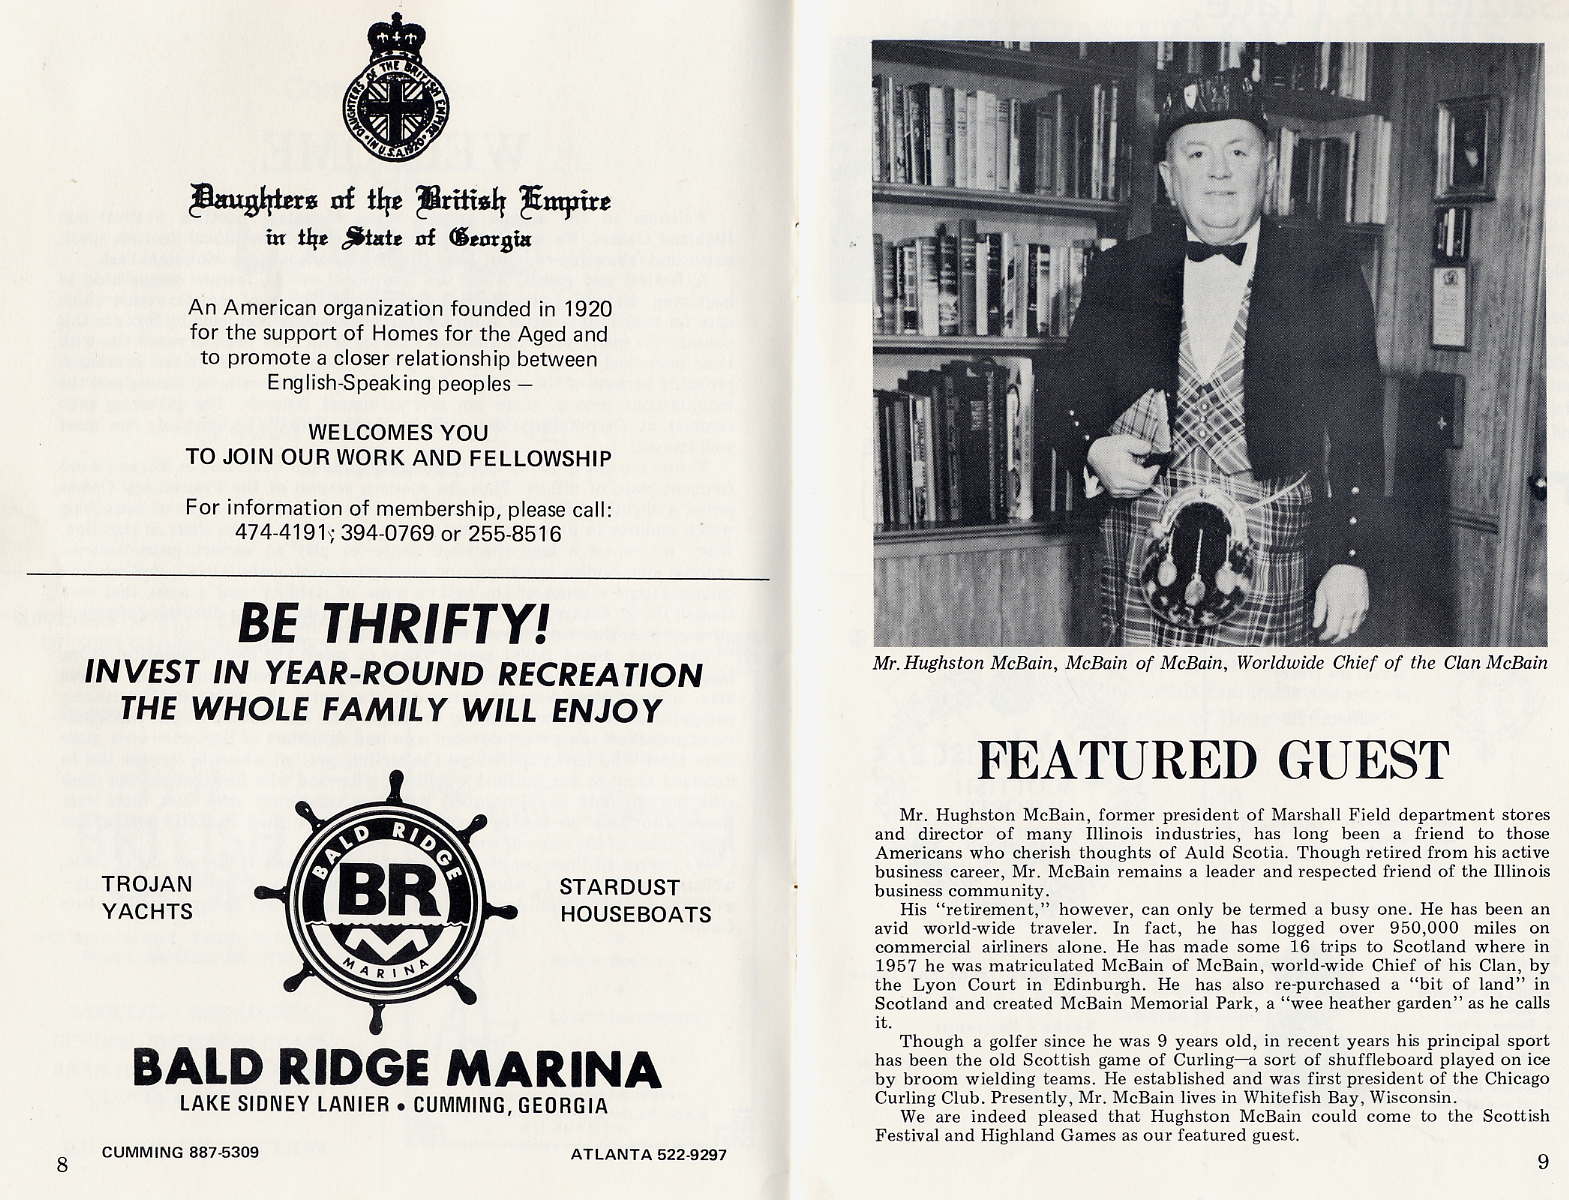 DAUGHTERS OF THE BRITISH EMPIRE
IN U.S.A. 1920
Daughters of the British Empire
in the State of Georgia
An American organization founded in 1920
for the support of Homes for the Aged and
to promote a closer relationship between
English-Speaking peoples —
WELCOMES YOU
TO JOIN OUR WORK AND FELLOWSHIP
For information of membership, please call:
474-4191; 394-0769 or 255-8516
BE THRIFTY!
INVEST IN YEAR-ROUND RECREATION
THE WHOLE FAMILY WILL ENJOY
TROJAN
YACHTS
BALD RIDGE
BR
M
MARINA
STARDUST
HOUSEBOATS
BALD RIDGE MARINA
LAKE SIDNEY LANIER • CUMMING, GEORGIA
CUMMING 887-5309
ATLANTA 522-9297
8
Mr. Hughston McBain, McBain of McBain, Worldwide Chief of the Clan McBain
FEATURED GUEST
Mr. Hughston McBain, former president of Marshall Field department stores
and director of many Illinois industries, has long been a friend to those
Americans who cherish thoughts of Auld Scotia. Though retired from his active
business career, Mr. McBain remains a leader and respected friend of the Illinois
business community.
His "retirement," however, can only be termed a busy one. He has been an
avid world-wide traveler. In fact, he has logged over 950,000 miles on
commercial airliners alone. He has made some 16 trips to Scotland where in
1957 he was matriculated McBain of McBain, world-wide Chief of his Clan, by
the Lyon Court in Edinburgh. He has also re-purchased a "bit of land" in
Scotland and created McBain Memorial Park, a "wee heather garden" as he calls
it.
Though a golfer since he was 9 years old, in recent years his principal sport
has been the old Scottish game of Curling—a sort of shuffleboard played on ice
by broom wielding teams. He established and was first president of the Chicago
Curling Club. Presently, Mr. McBain lives in Whitefish Bay, Wisconsin.
We are indeed pleased that Hughston McBain could come to the Scottish
Festival and Highland Games as our featured guest.
9